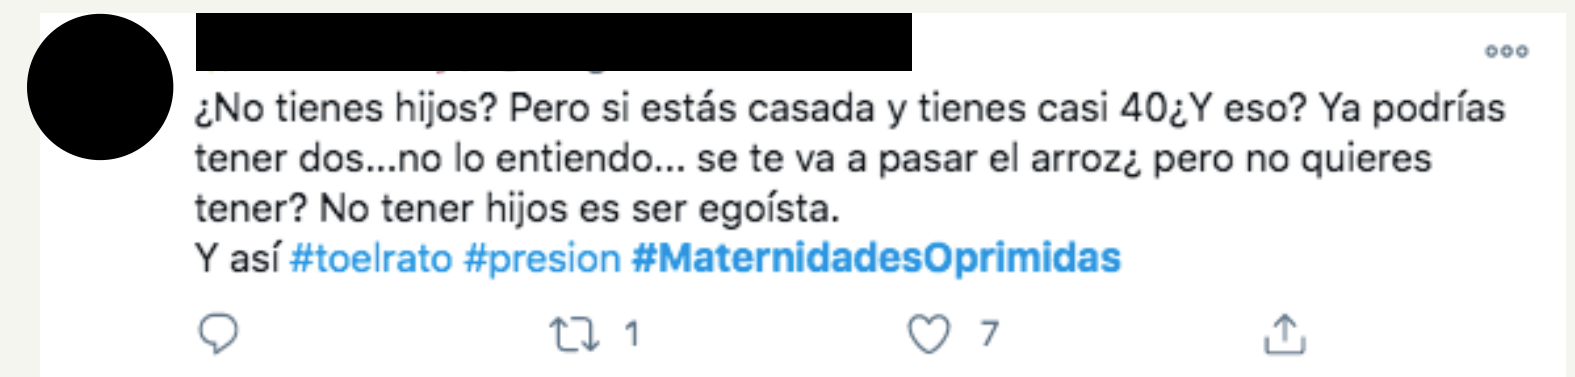 ¿No tienes hijos? Pero si estás casada y tienes casi 40¿Y eso? Ya podrías
tener dos...no lo entiendo... se te va a pasar el arroz¿ pero no quieres
tener? No tener hijos es ser egoísta.
Y así #toelrato #presion #MaternidadesOprimidas
1 7